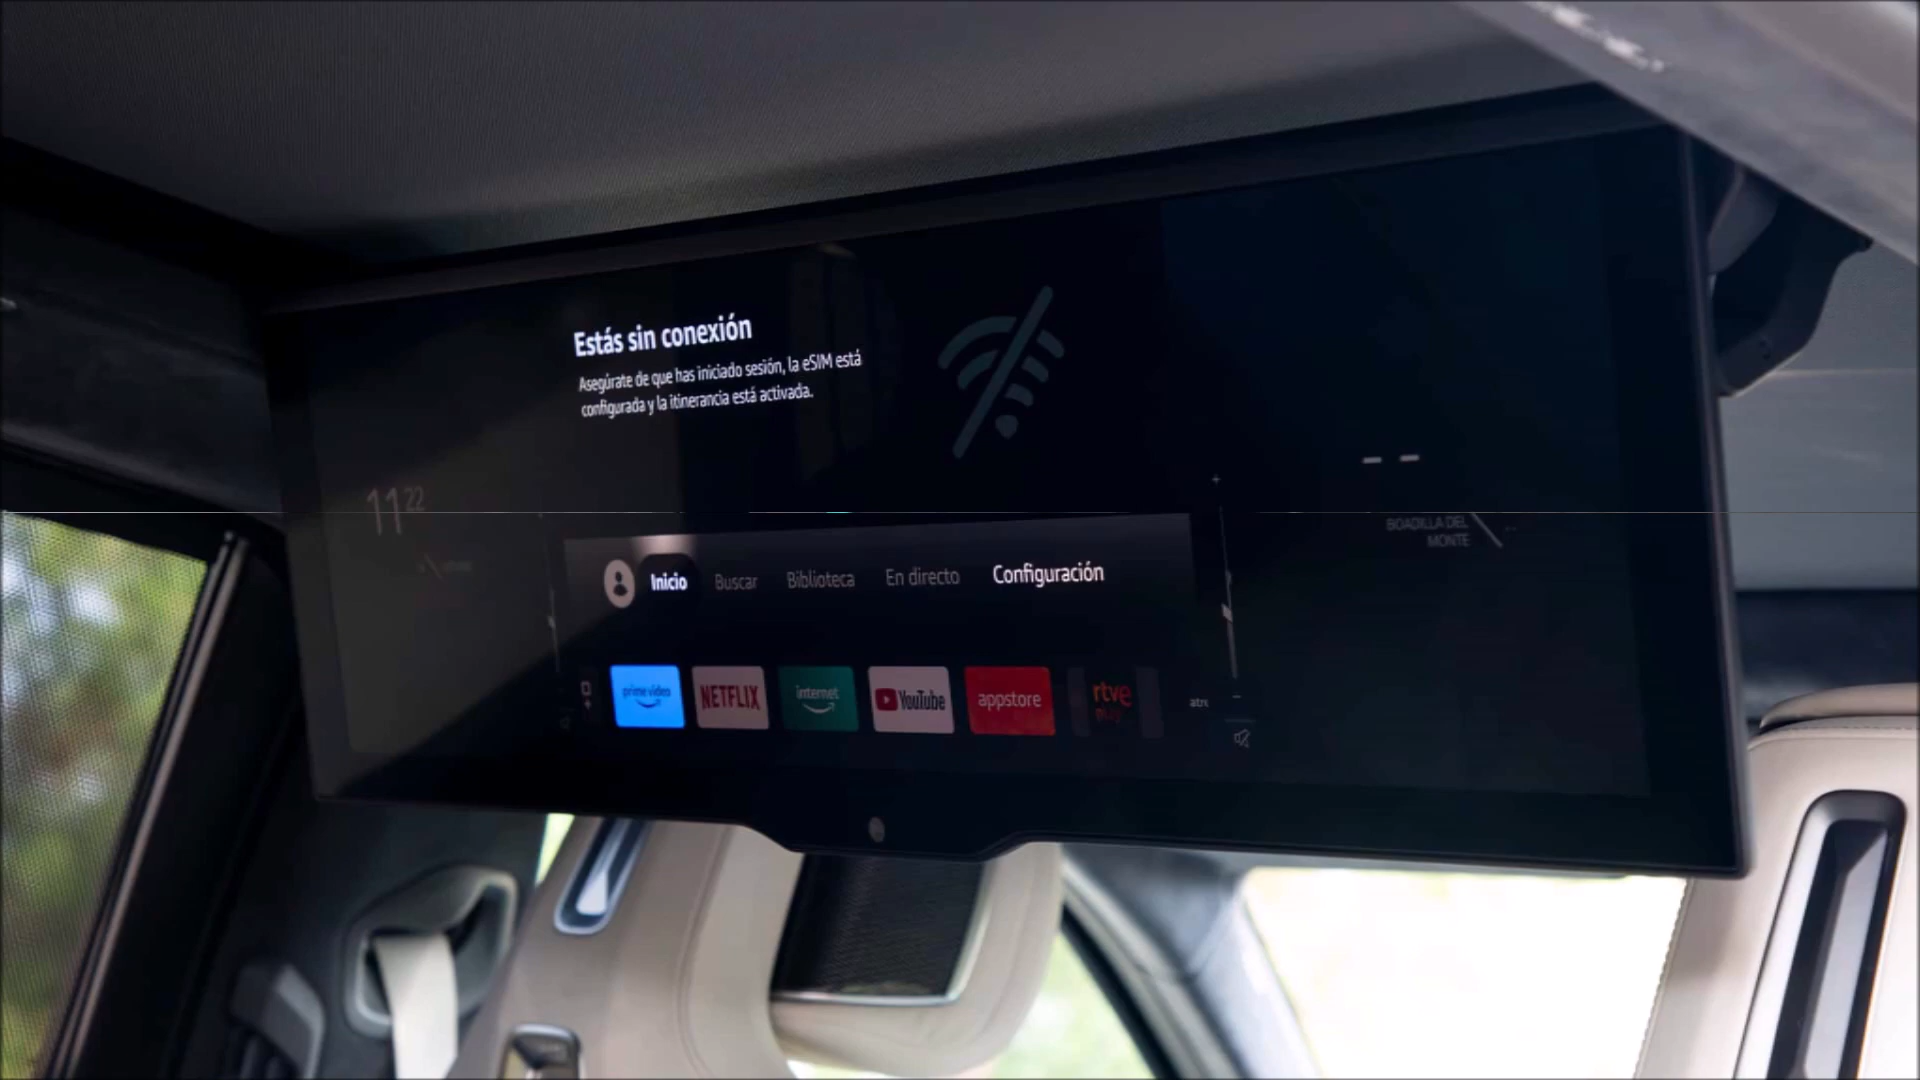 Estás sin conexión
Asegúrate de que has iniciado sesión, la eSIM está
configurada y la itinerancia está activada.
11 22
BOADILLA DEL
MONTE
Inicio Buscar Biblioteca En directo Configuración
prime video NETFLIX internet YouTube appstore rtve
play